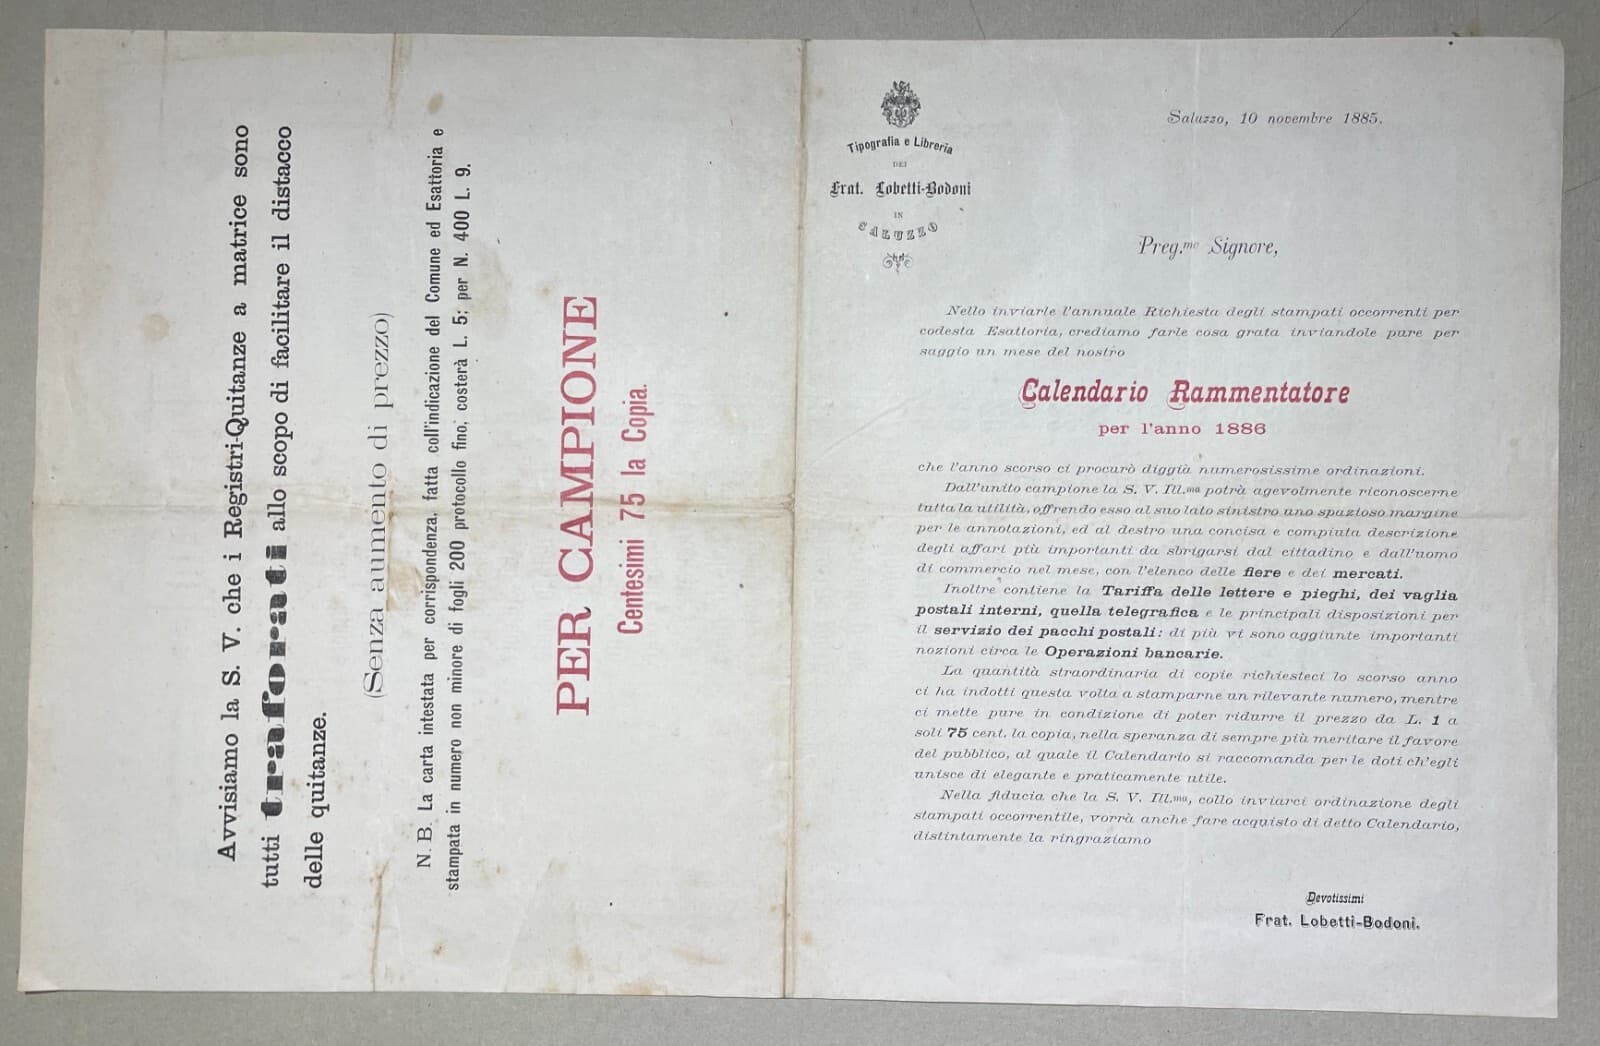 Avvisiamo la S. V. che i Registri-Quitanze a matrice sono
tutti traforati allo scopo di facilitare il distacco
delle quitanze.
(Senza aumento di prezzo)
N. B. La carta intestata per corrispondenza, fatta coll'indicazione del Comune ed Esattoria e
stampata in numero non minore di fogli 200 protocollo fino, costerà L. 5; per N. 400 L. 9.
PER CAMPIONE
Centesimi 75 la Copia.
Tipografia e Libreria
DEI
Frat. Lobetti-Bodoni
IN
SALUZZO
Saluzzo, 10 novembre 1885.
Preg.mo Signore,
Nello inviarle l'annuale Richiesta degli stampati occorrenti per
codesta Esattoria, crediamo farle cosa grata inviandole pure per
saggio un mese del nostro
Calendario Rammentatore
per l'anno 1886
che l'anno scorso ci procurò diggià numerosissime ordinazioni.
Dall'unito campione la S. V. Ill.ma potrà agevolmente riconoscerne
tutta la utilità, offrendo esso al suo lato sinistro uno spazioso margine
per le annotazioni, ed al destro una concisa e compiuta descrizione
degli affari più importanti da sbrigarsi dal cittadino e dall'uomo
di commercio nel mese, con l'elenco delle fiere e dei mercati.
Inoltre contiene la Tariffa delle lettere e pieghi, dei vaglia
postali interni, quella telegrafica e le principali disposizioni per
il servizio dei pacchi postali: di più vi sono aggiunte importanti
nozioni circa le Operazioni bancarie.
La quantità straordinaria di copie richiesteci lo scorso anno
ci ha indotti questa volta a stamparne un rilevante numero, mentre
ci mette pure in condizione di poter ridurre il prezzo da L. 1 a
soli 75 cent. la copia, nella speranza di sempre più meritare il favore
del pubblico, al quale il Calendario si raccomanda per le doti ch'egli
unisce di elegante e praticamente utile.
Nella fiducia che la S. V. Ill.ma, collo inviarci ordinazione degli
stampati occorrentile, vorrà anche fare acquisto di detto Calendario,
distintamente la ringraziamo
Devotissimi
Frat. Lobetti-Bodoni.